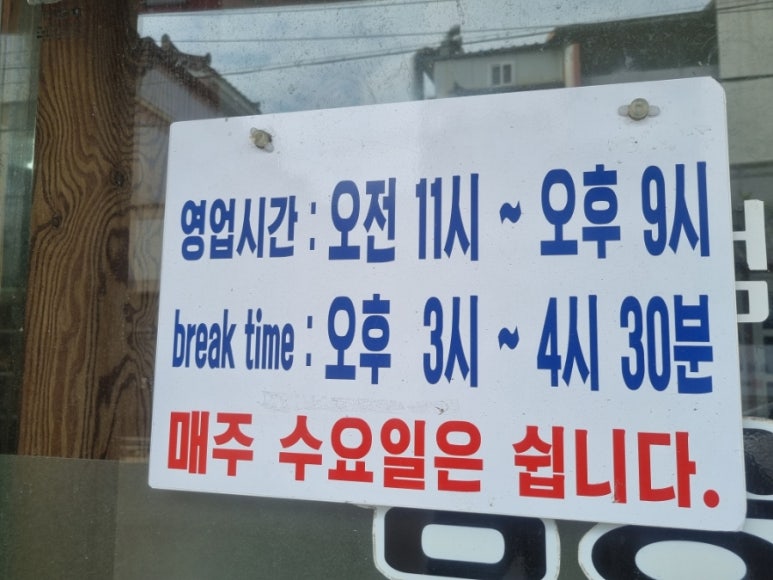 영업시간 : 오전 11시 ~ 오후 9시
break time : 오후 3시 ~ 4시 30분
매주 수요일은 쉽니다.